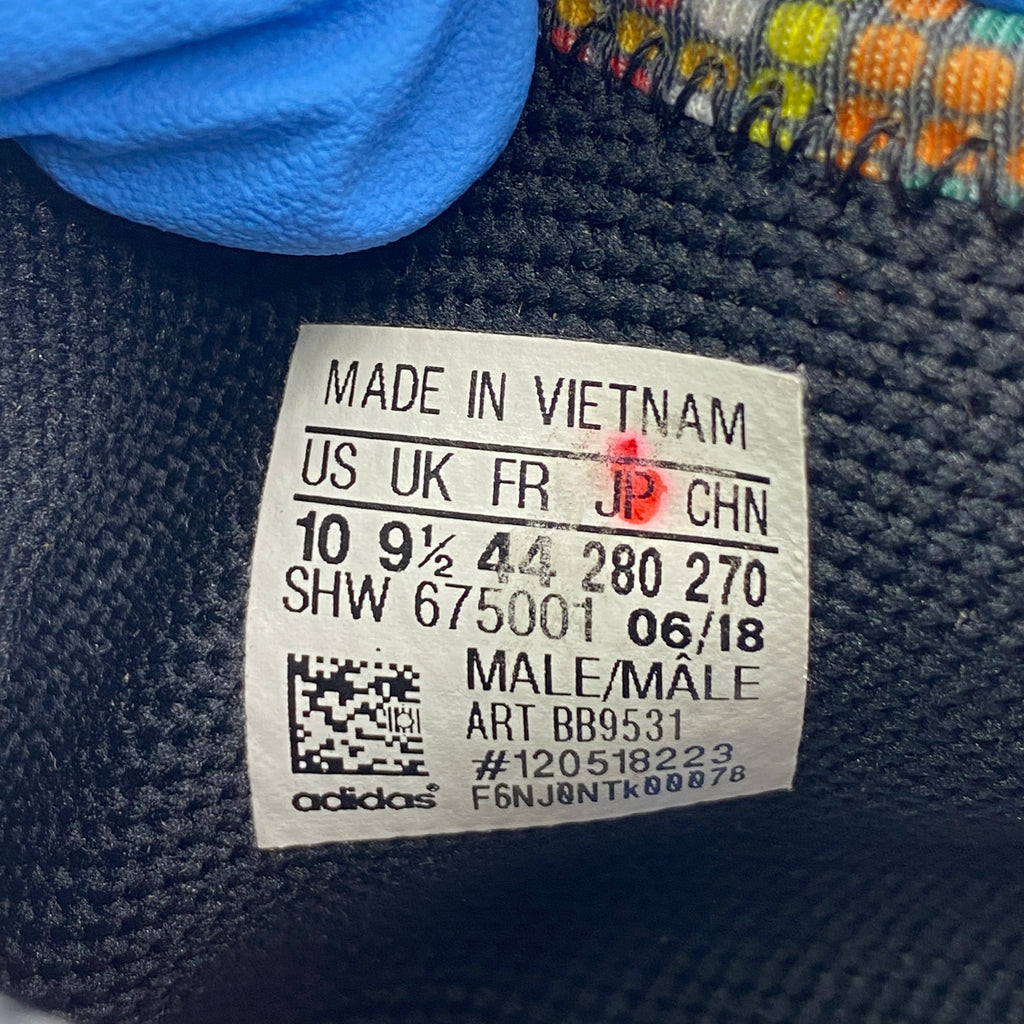 MADE IN VIETNAM
US UK FR JP CHN
10 9½ 44 280 270
SHW 675001 06/18
MALE/MÂLE
ART BB9531
#120518223
F6NJ0NTk00078
adidas®